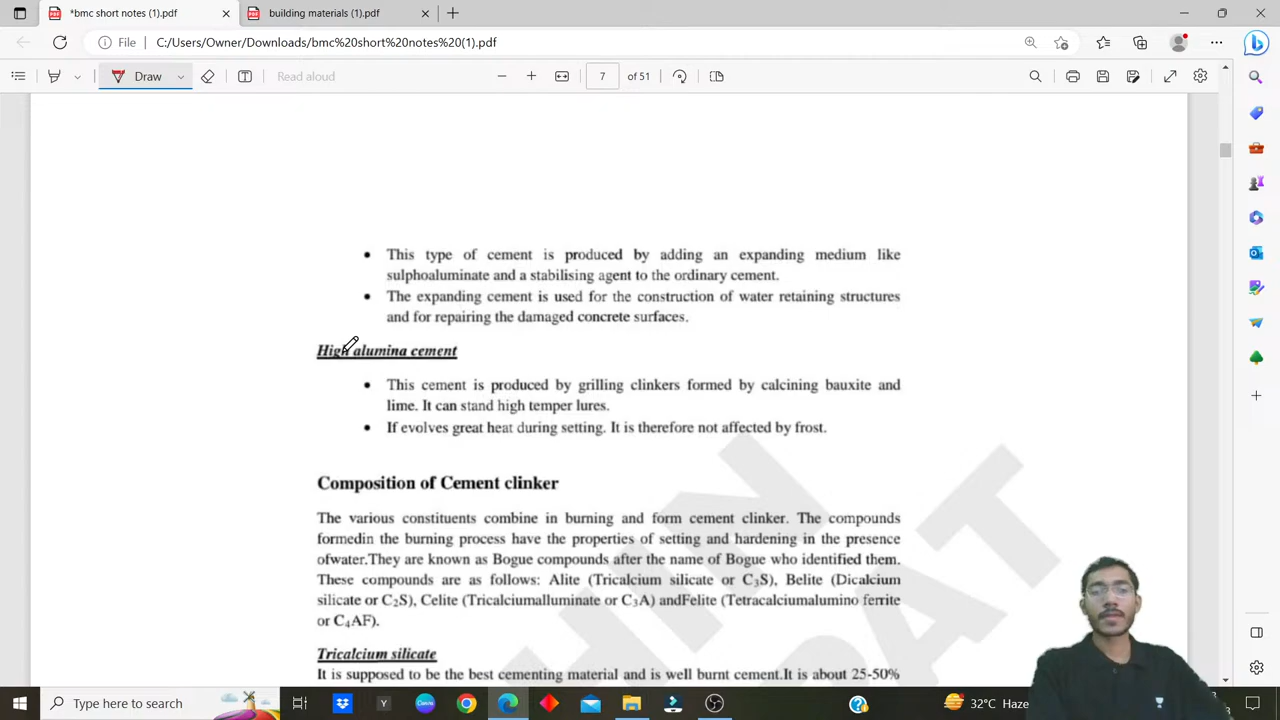 *bmc short notes (1).pdf
building materials (1).pdf
File
C:/Users/Owner/Downloads/bmc%20short%20notes%20(1).pdf
Draw
Read aloud
7
of 51
This type of cement is produced by adding an expanding medium like
sulphoaluminate and a stabilising agent to the ordinary cement.
The expanding cement is used for the construction of water retaining structures
and for repairing the damaged concrete surfaces.
High alumina cement
This cement is produced by grilling clinkers formed by calcining bauxite and
lime. It can stand high temper lures.
If evolves great heat during setting. It is therefore not affected by frost.
Composition of Cement clinker
The various constituents combine in burning and form cement clinker. The compounds
formedin the burning process have the properties of setting and hardening in the presence
ofwater.They are known as Bogue compounds after the name of Bogue who identified them.
These compounds are as follows: Alite (Tricalcium silicate or C3S), Belite (Dicalcium
silicate or C2S), Celite (Tricalciumalluminate or C3A) andFelite (Tetracalciumalumino ferrite
or C4AF).
Tricalcium silicate
It is supposed to be the best cementing material and is well burnt cement.It is about 25-50%
Type here to search
32°C Haze